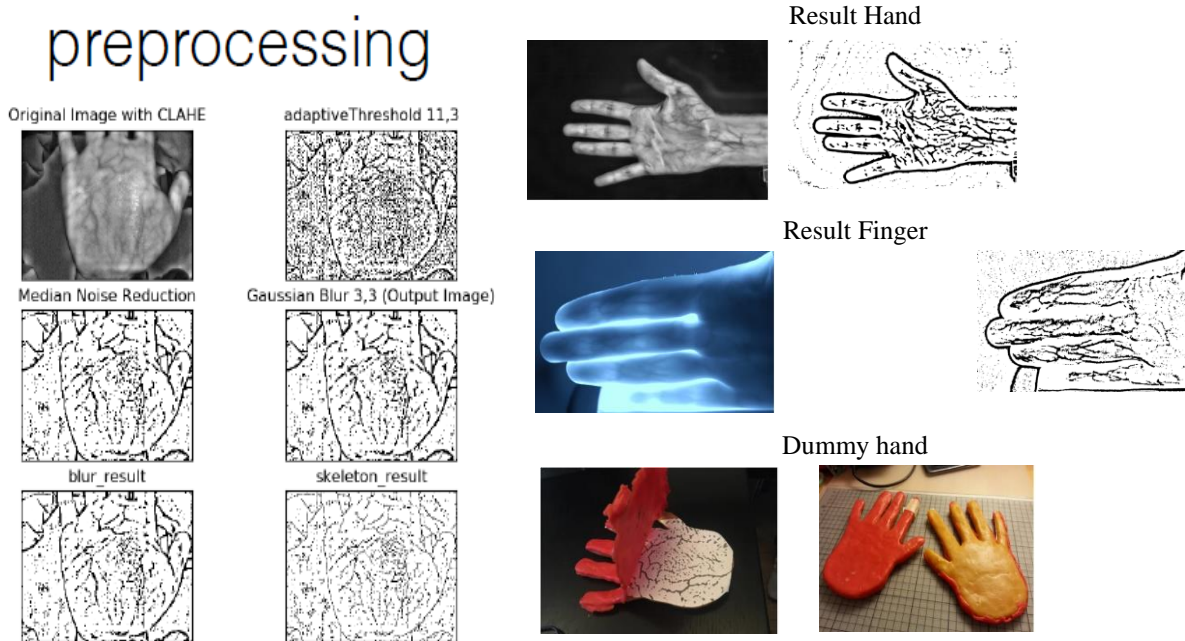 preprocessing
Original Image with CLAHE
adaptiveThreshold 11,3
Median Noise Reduction
Gaussian Blur 3,3 (Output Image)
blur_result
skeleton_result
Result Hand
Result Finger
Dummy hand